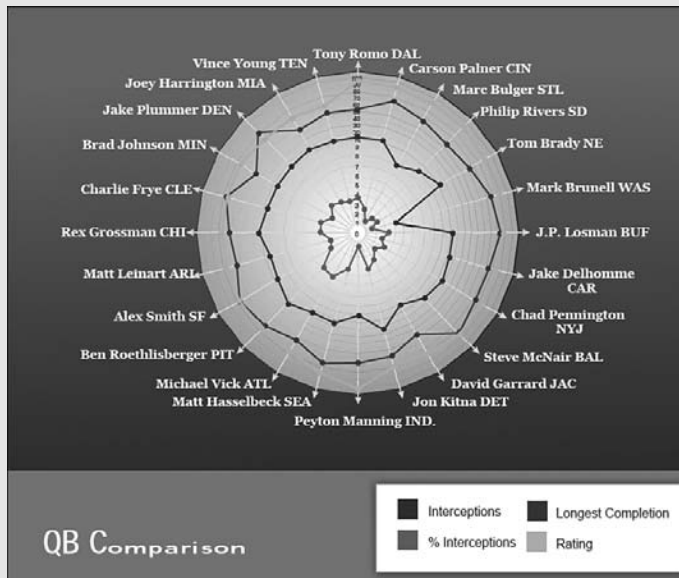 Tony Romo DAL
Vince Young TEN
Carson Palner CIN
Joey Harrington MIA
Marc Bulger STL
Jake Plummer DEN
Philip Rivers SD
Brad Johnson MIN
Tom Brady NE
Charlie Frye CLE
Mark Brunell WAS
Rex Grossman CHI
J.P. Losman BUF
Matt Leinart ARI
Jake Delhomme
CAR
Alex Smith SF
Chad Pennington
NYJ
Ben Roethlisberger PIT
Steve McNair BAL
Michael Vick ATL
David Garrard JAC
Matt Hasselbeck SEA
Jon Kitna DET
Peyton Manning IND.
QB Comparison
Interceptions
Longest Completion
% Interceptions
Rating